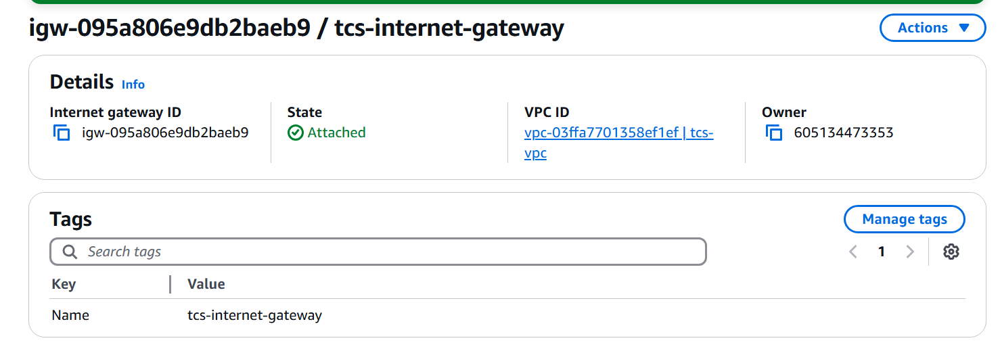 igw-095a806e9db2baeb9 / tcs-internet-gateway
Actions
Details Info
Internet gateway ID
igw-095a806e9db2baeb9
State
Attached
VPC ID
vpc-03ffa7701358ef1ef | tcs-
vpc
Owner
605134473353
Tags
Manage tags
Search tags
1
Key Value
Name tcs-internet-gateway